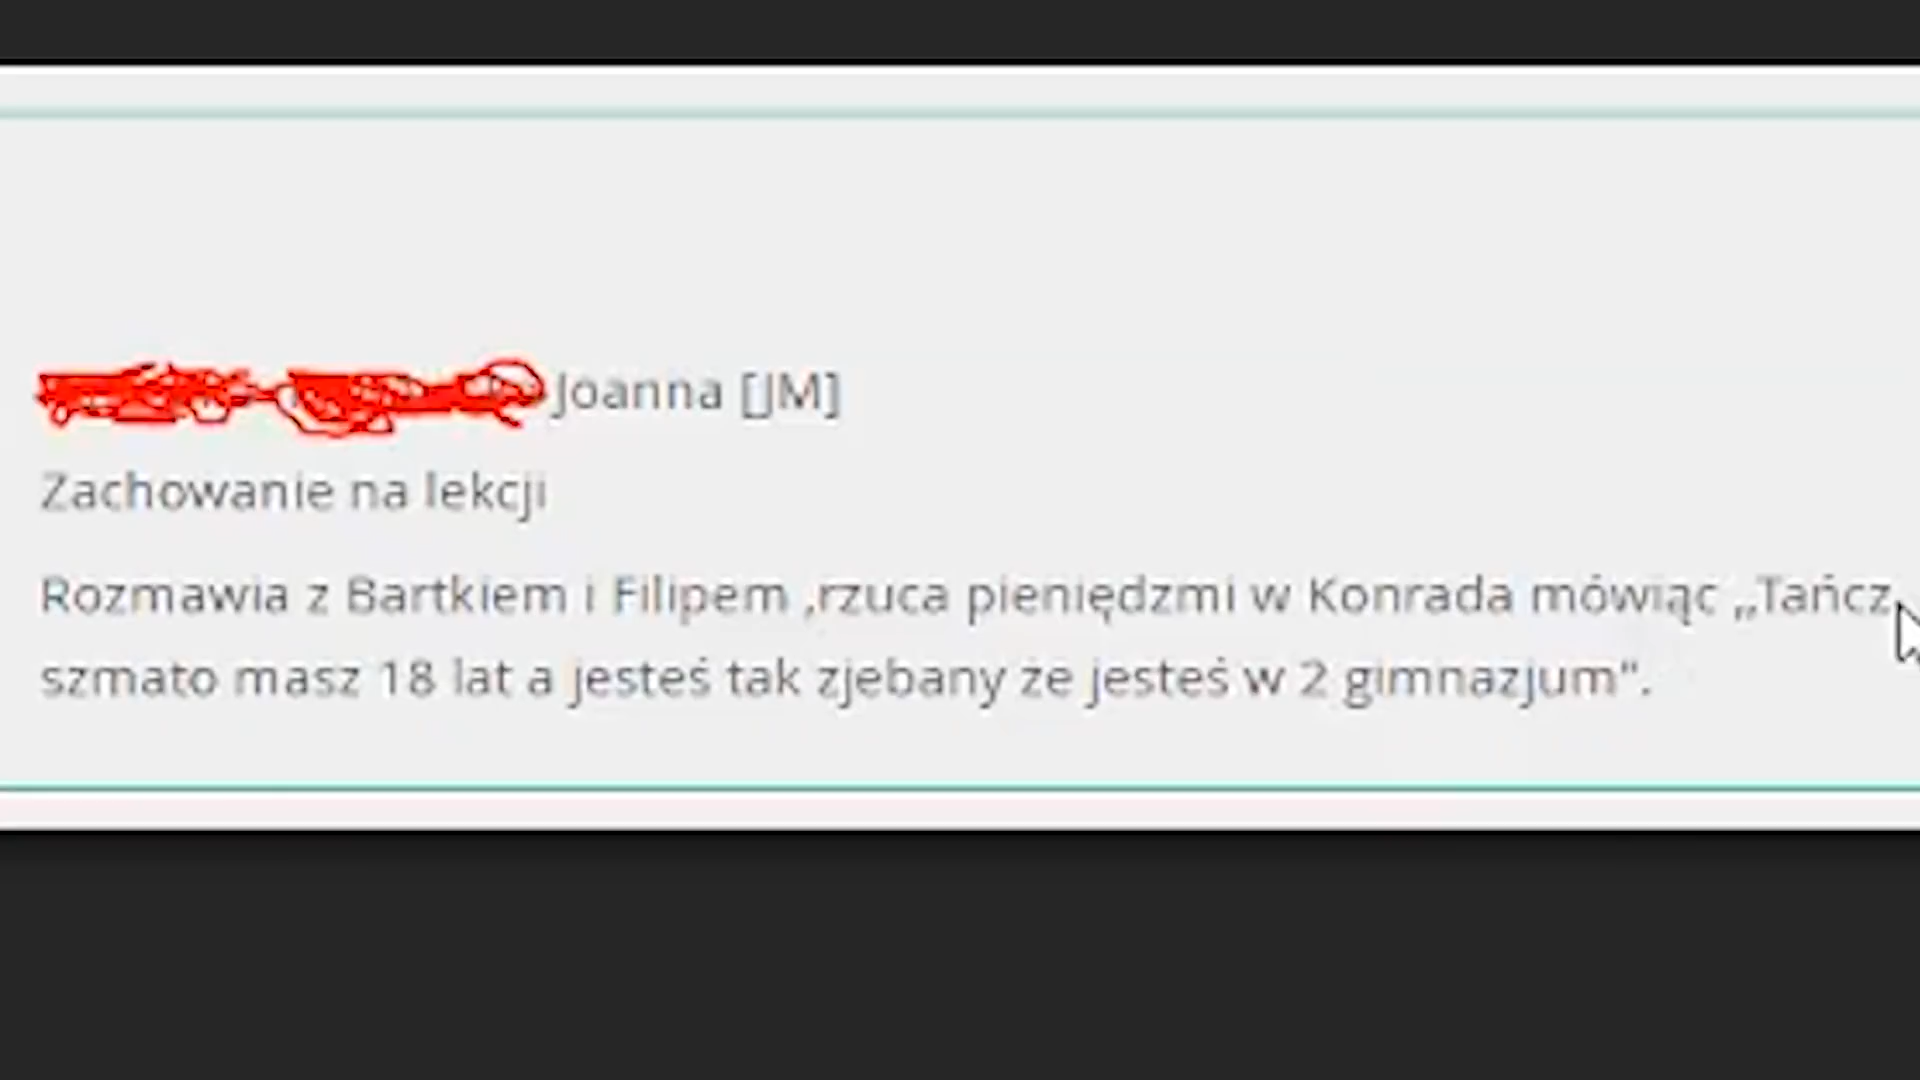 Joanna [JM]
Zachowanie na lekcji
Rozmawia z Bartkiem i Filipem ,rzuca pieniędzmi w Konrada mówiąc ,,Tańcz
szmato masz 18 lat a jesteś tak zjebany że jesteś w 2 gimnazjum".